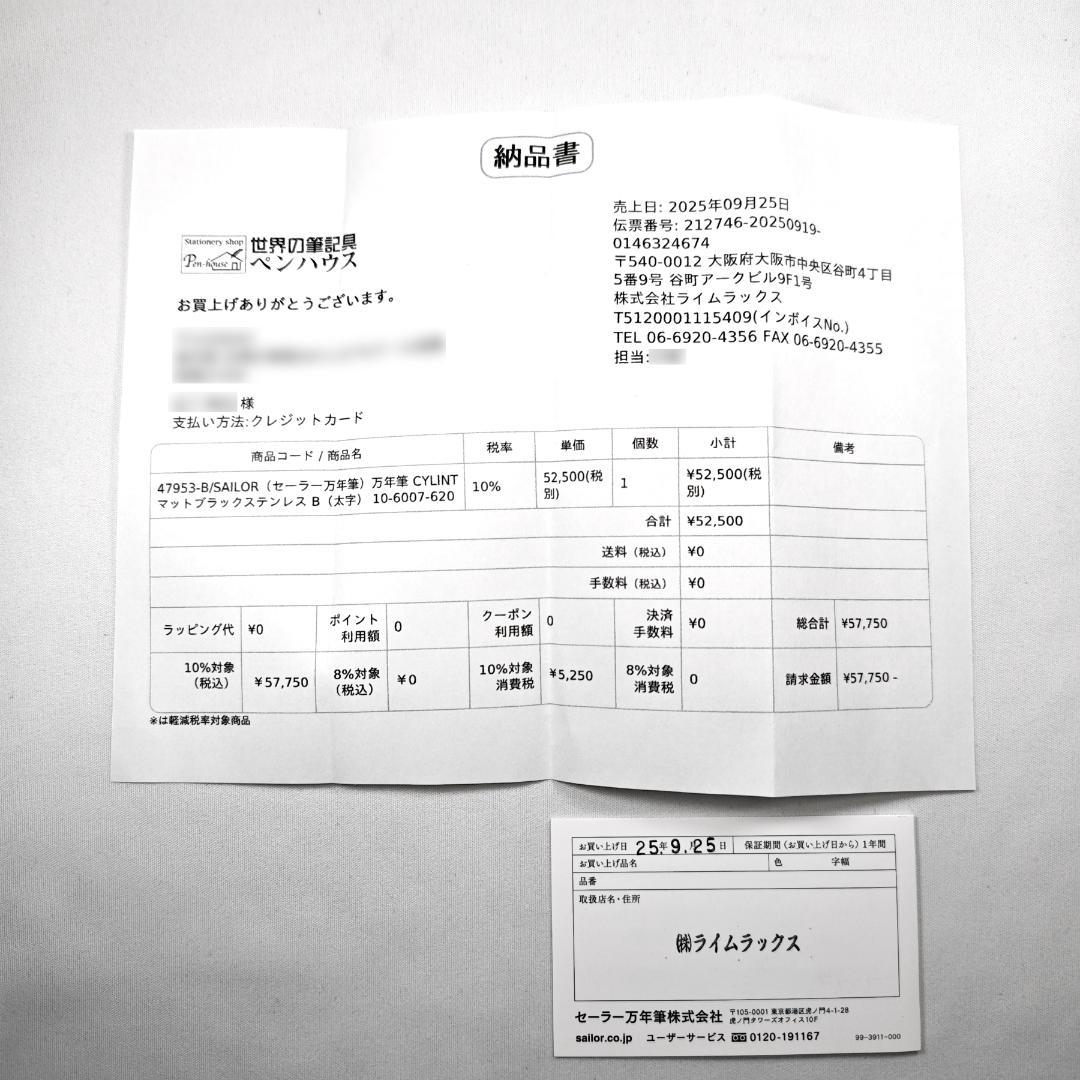 納品書
Stationery shop
Pen-house
世界の筆記具
ペンハウス
お買上げありがとうございます。
様
支払い方法:クレジットカード
売上日: 2025年09月25日
伝票番号: 212746-20250919-
0146324674
〒540-0012 大阪府大阪市中央区谷町4丁目
5番9号 谷町アークビル9F1号
株式会社ライムラックス
T5120001115409(インボイスNo.)
TEL 06-6920-4356 FAX 06-6920-4355
担当:
商品コード / 商品名 税率 単価 個数 小計 備考
47953-B/SAILOR（セーラー万年筆）万年筆 CYLINT
マットブラックステンレス B（太字） 10-6007-620
10%
52,500(税
別)
1
¥52,500(税
別)
合計 ¥52,500
送料（税込） ¥0
手数料（税込） ¥0
ラッピング代 ¥0
ポイント
利用額
0
クーポン
利用額
0
決済
手数料
¥0
総合計 ¥57,750
10%対象
（税込）
¥57,750
8%対象
（税込）
¥0
10%対象
消費税
¥5,250
8%対象
消費税
0
請求金額 ¥57,750 -
※は軽減税率対象商品
お買い上げ日 25年 9.月25日 保証期間（お買い上げ日から）1年間
お買い上げ品名 色 字幅
品番
取扱店名・住所
㈱ライムラックス
セーラー万年筆株式会社 〒105-0001 東京都港区虎ノ門4-1-28
虎ノ門タワーズオフィス10F
sailor.co.jp ユーザーサービス 0120-191167 99-3911-000